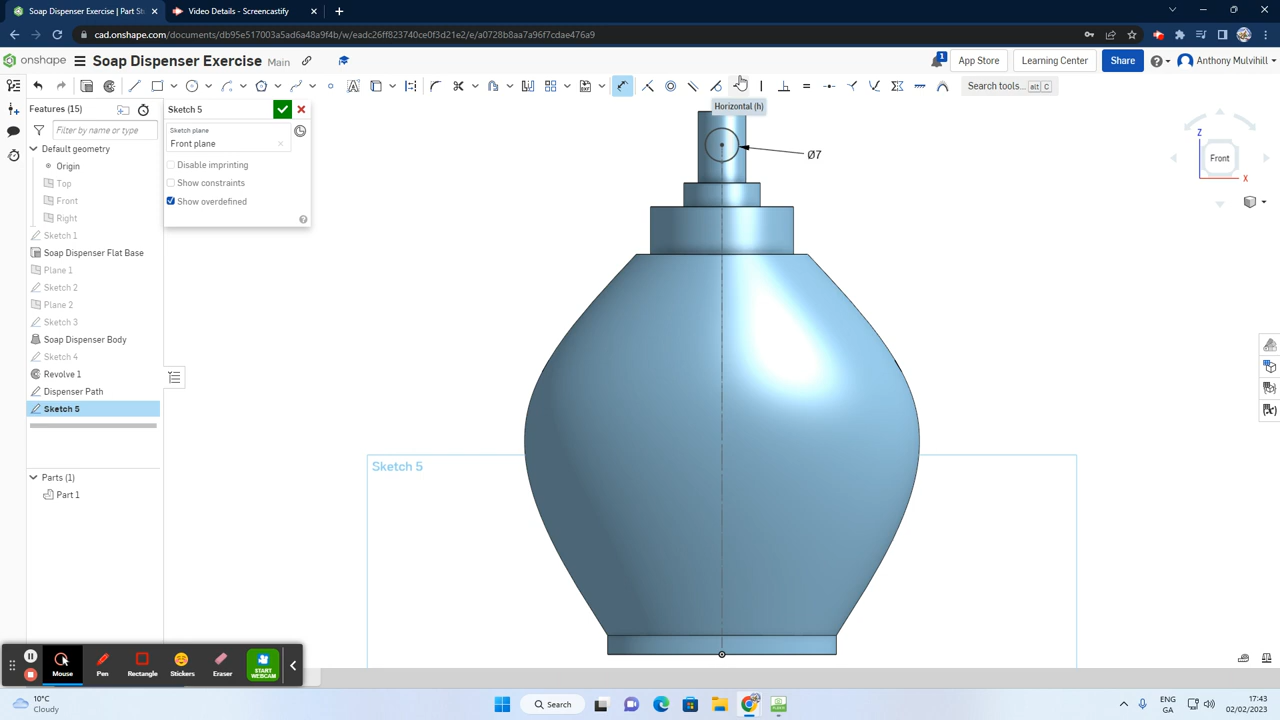 Soap Dispenser Exercise | Part St
Video Details - Screencastify
cad.onshape.com/documents/db95e517003a5ad6a48a9f4b/w/eadc26ff823740ce0f3d21e2/e/a0728b8aa96f7cdae476a9
onshape
Soap Dispenser Exercise
Main
1
App Store
Learning Center
Share
Anthony Mulvihill
Search tools...
alt
C
Features (15)
Sketch 5
Horizontal (h)
Filter by name or type
Sketch plane
Front plane
Default geometry
Origin
Disable imprinting
Top
Show constraints
Front
Show overdefined
Right
Ø7
Z
Front
X
Sketch 1
Soap Dispenser Flat Base
Plane 1
Sketch 2
Plane 2
Sketch 3
Soap Dispenser Body
Sketch 4
Revolve 1
Dispenser Path
Sketch 5
Sketch 5
Parts (1)
Part 1
Mouse
Pen
Rectangle
Stickers
Eraser
START
WEBCAM
10°C
Cloudy
Search
ENG
GA
17:43
02/02/2023